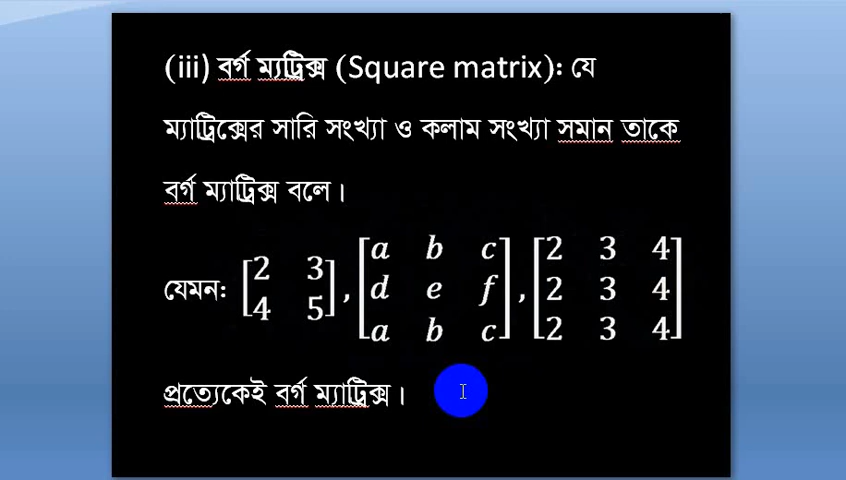 (iii) বর্গ ম্যাট্রিক্স (Square matrix): যে
ম্যাট্রিক্সের সারি সংখ্যা ও কলাম সংখ্যা সমান তাকে
বর্গ ম্যাট্রিক্স বলে।
যেমন: [2 3; 4 5], [a b c; d e f; a b c], [2 3 4; 2 3 4; 2 3 4]
প্রত্যেকেই বর্গ ম্যাট্রিক্স।